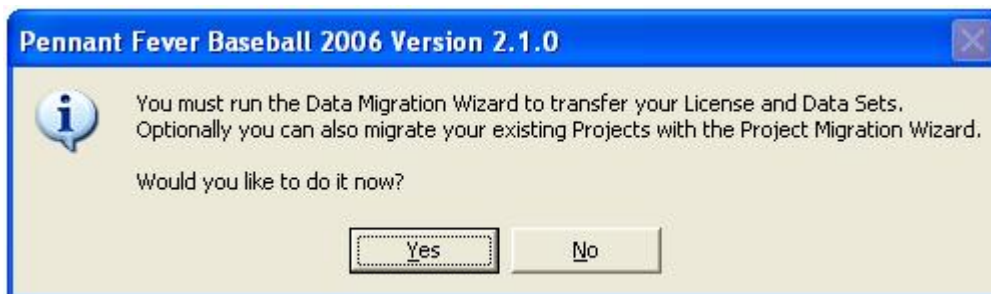 Pennant Fever Baseball 2006 Version 2.1.0
You must run the Data Migration Wizard to transfer your License and Data Sets.
Optionally you can also migrate your existing Projects with the Project Migration Wizard.
Would you like to do it now?
Yes
No